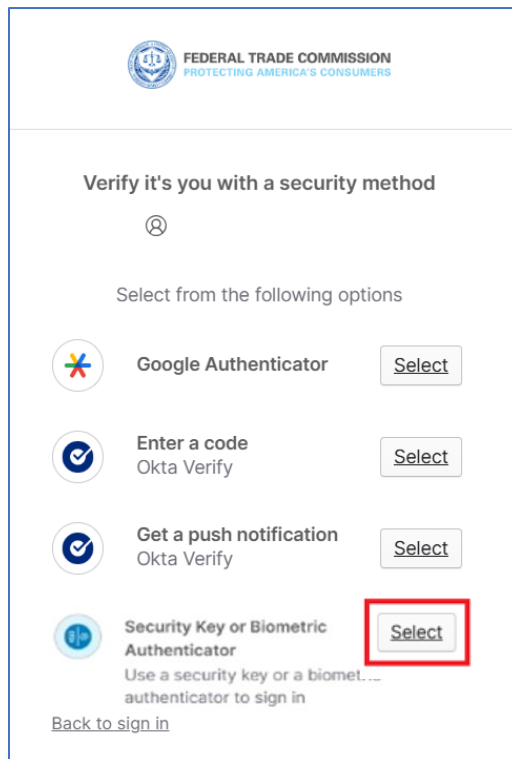 FEDERAL TRADE COMMISSION
PROTECTING AMERICA'S CONSUMERS
Verify it's you with a security method
Select from the following options
Google Authenticator Select
Enter a code
Okta Verify
Select
Get a push notification
Okta Verify
Select
Security Key or Biometric
Authenticator
Select
Use a security key or a
authenticator to sign in
Back to sign in